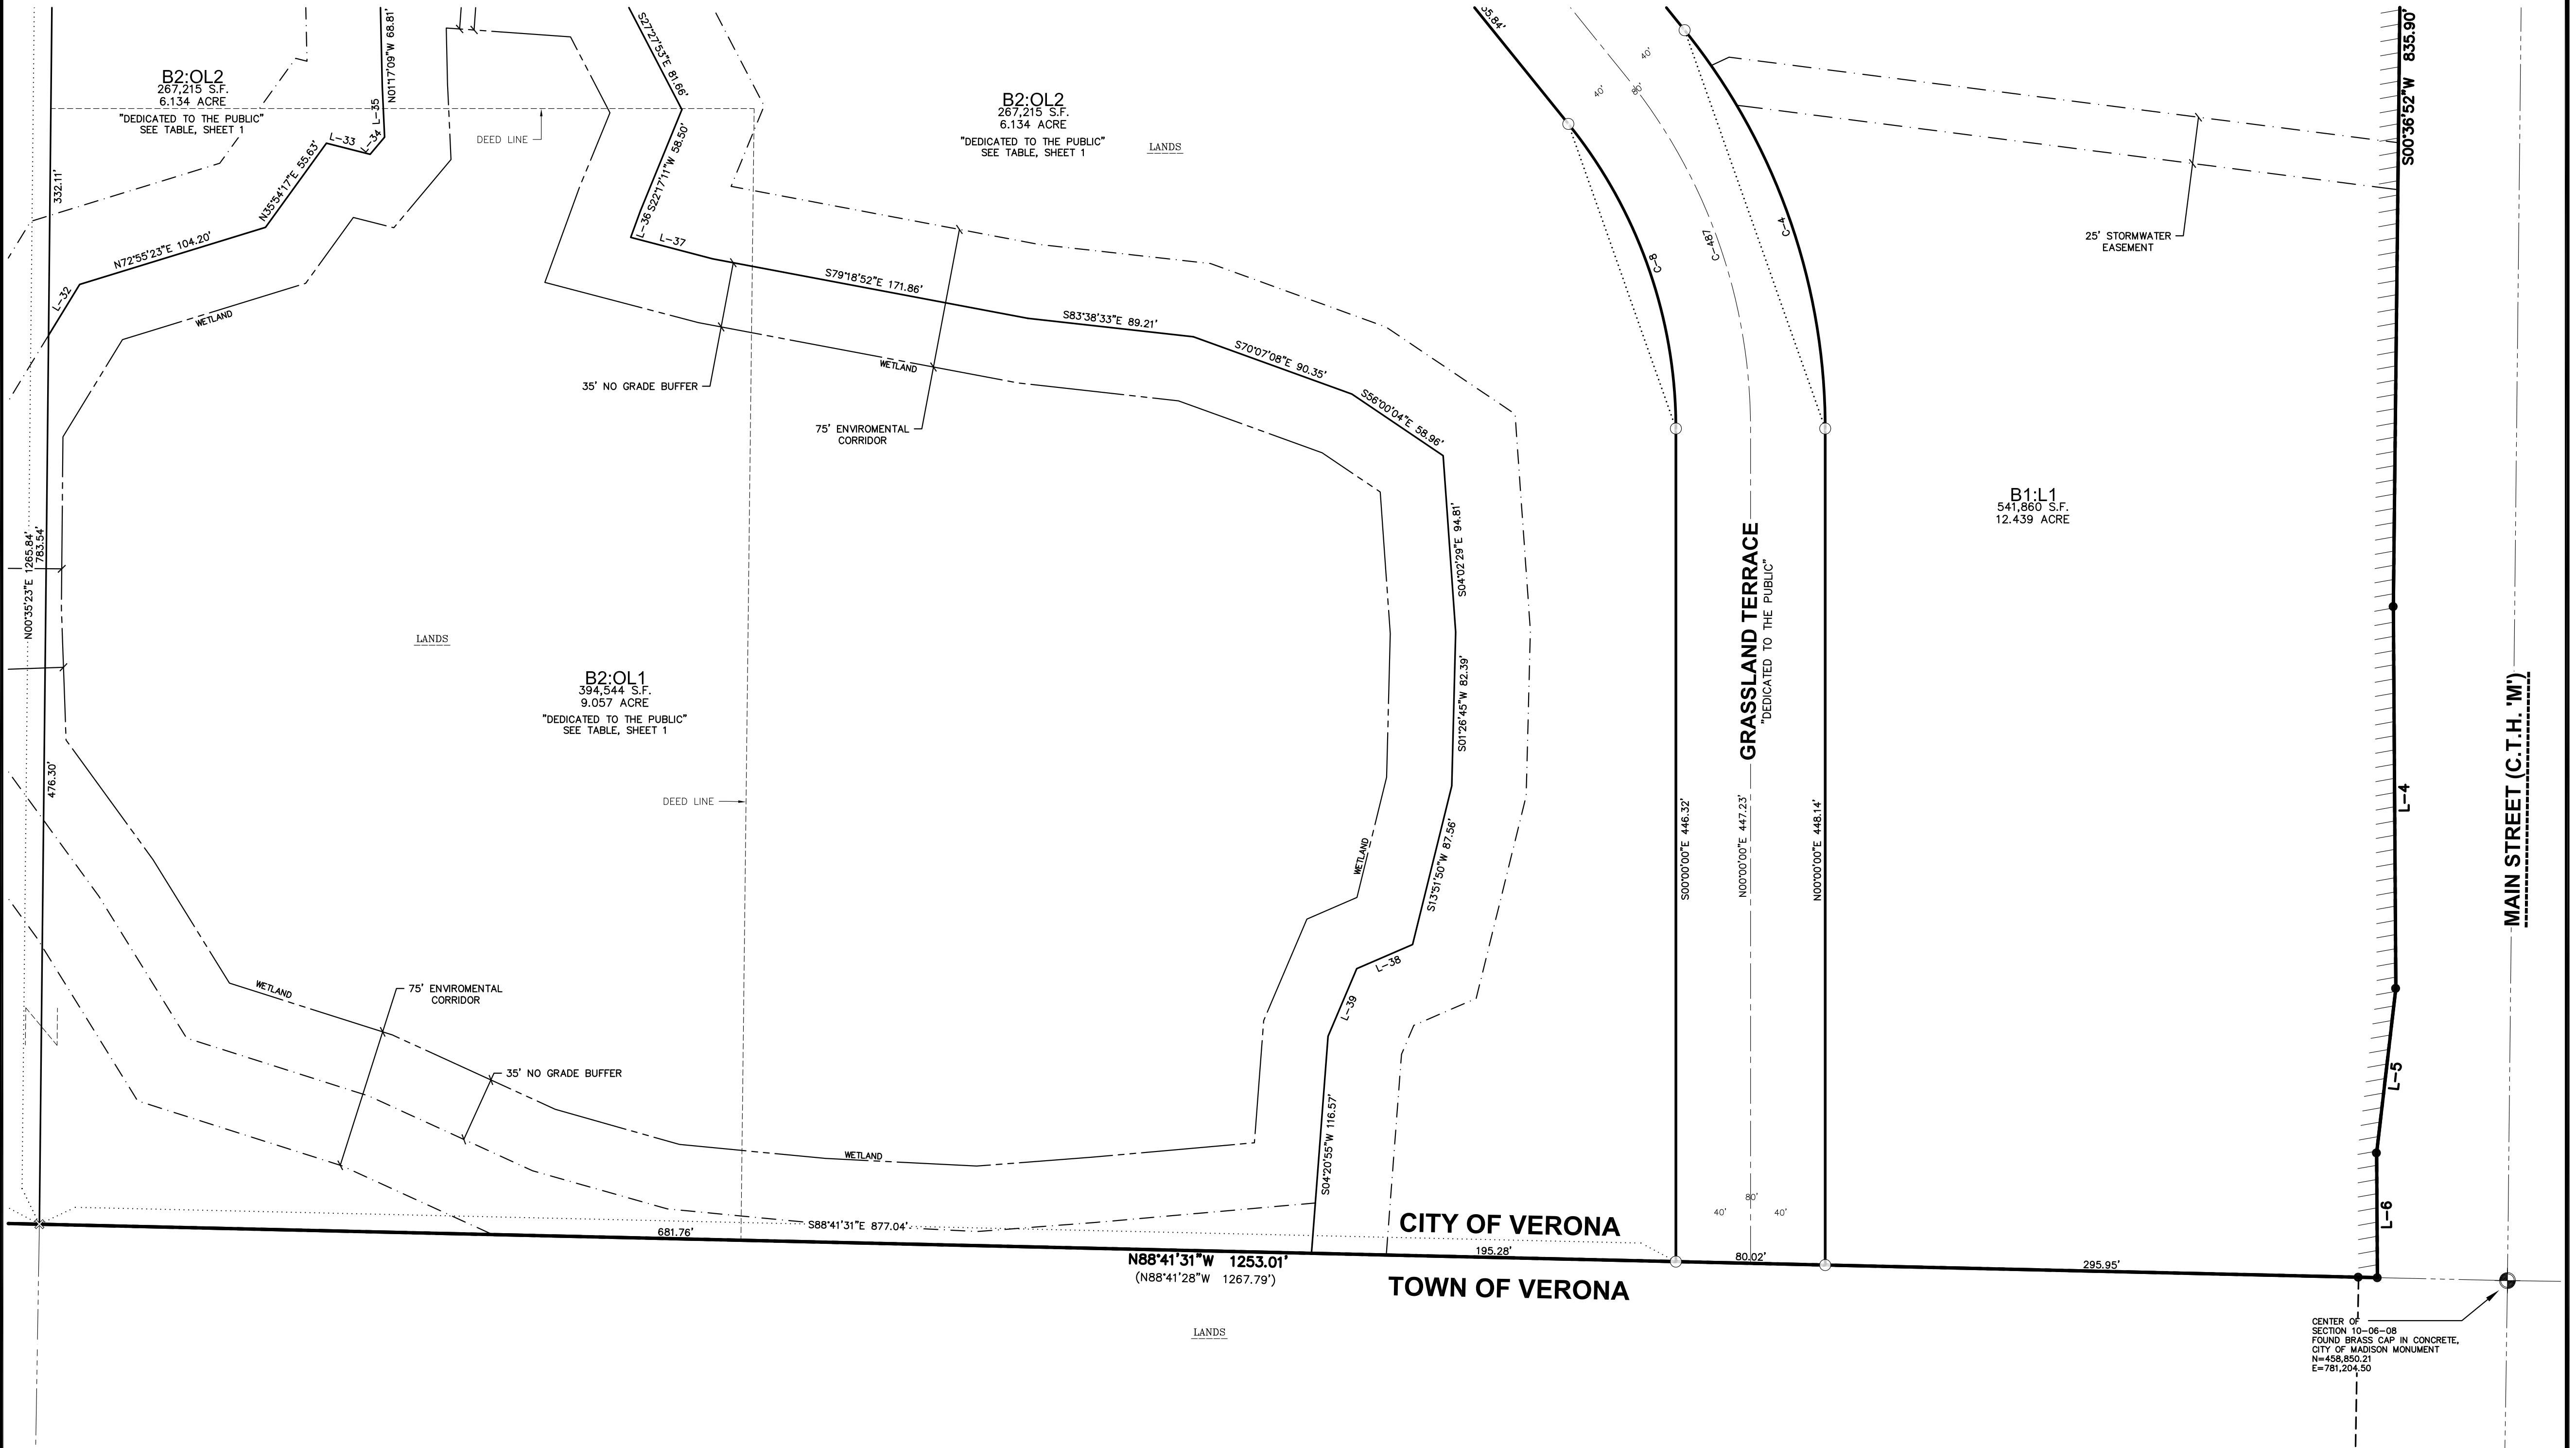 B2:OL2
267,215 S.F.
6.134 ACRE
"DEDICATED TO THE PUBLIC"
SEE TABLE, SHEET 1
N01°17'09"W 68.81'
L-35
L-34
L-33
N35°54'17"E 55.63'
N72°55'23"E 104.20'
L-32
332.11'
WETLAND
DEED LINE
S27°27'53"E 81.66'
S22°17'11"W 58.50'
L-36
L-37
B2:OL2
267,215 S.F.
6.134 ACRE
"DEDICATED TO THE PUBLIC"
SEE TABLE, SHEET 1
LANDS
S79°18'52"E 171.86'
S83°38'33"E 89.21'
S70°07'08"E 90.35'
S56°00'04"E 58.96'
WETLAND
35' NO GRADE BUFFER
75' ENVIROMENTAL
CORRIDOR
40'
40'
80'
C-8
C-487
C-4
25' STORMWATER
EASEMENT
S00°36'52"W 835.90'
B1:L1
541,860 S.F.
12.439 ACRE
N00°35'23"E 1265.84'
783.54'
476.30'
LANDS
B2:OL1
394,544 S.F.
9.057 ACRE
"DEDICATED TO THE PUBLIC"
SEE TABLE, SHEET 1
DEED LINE
S04°02'29"E 94.81'
S01°26'45"W 82.39'
S13°51'50"W 87.56'
WETLAND
L-38
L-39
S04°20'55"W 116.57'
GRASSLAND TERRACE
"DEDICATED TO THE PUBLIC"
S00°00'00"E 446.32'
N00°00'00"E 447.23'
N00°00'00"E 448.14'
L-4
L-5
L-6
MAIN STREET (C.T.H. 'M')
WETLAND
75' ENVIROMENTAL
CORRIDOR
35' NO GRADE BUFFER
WETLAND
80'
40'
40'
S88°41'31"E 877.04'
681.76'
CITY OF VERONA
195.28'
80.02'
295.95'
N88°41'31"W 1253.01'
(N88°41'28"W 1267.79')
TOWN OF VERONA
LANDS
CENTER OF
SECTION 10-06-08
FOUND BRASS CAP IN CONCRETE,
CITY OF MADISON MONUMENT
N=458,850.21
E=781,204.50